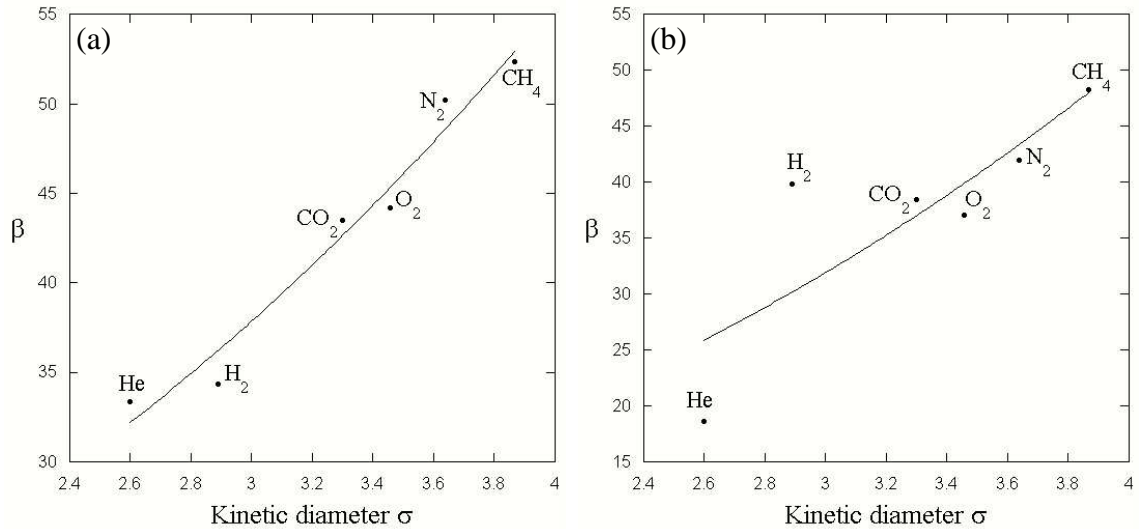 (a)
55
50
45
40
35
30
β
2.4 2.6 2.8 3 3.2 3.4 3.6 3.8 4
Kinetic diameter σ
He
H₂
CO₂
O₂
N₂
CH₄
(b)
55
50
45
40
35
30
25
20
15
β
2.4 2.6 2.8 3 3.2 3.4 3.6 3.8 4
Kinetic diameter σ
He
H₂
CO₂
O₂
N₂
CH₄